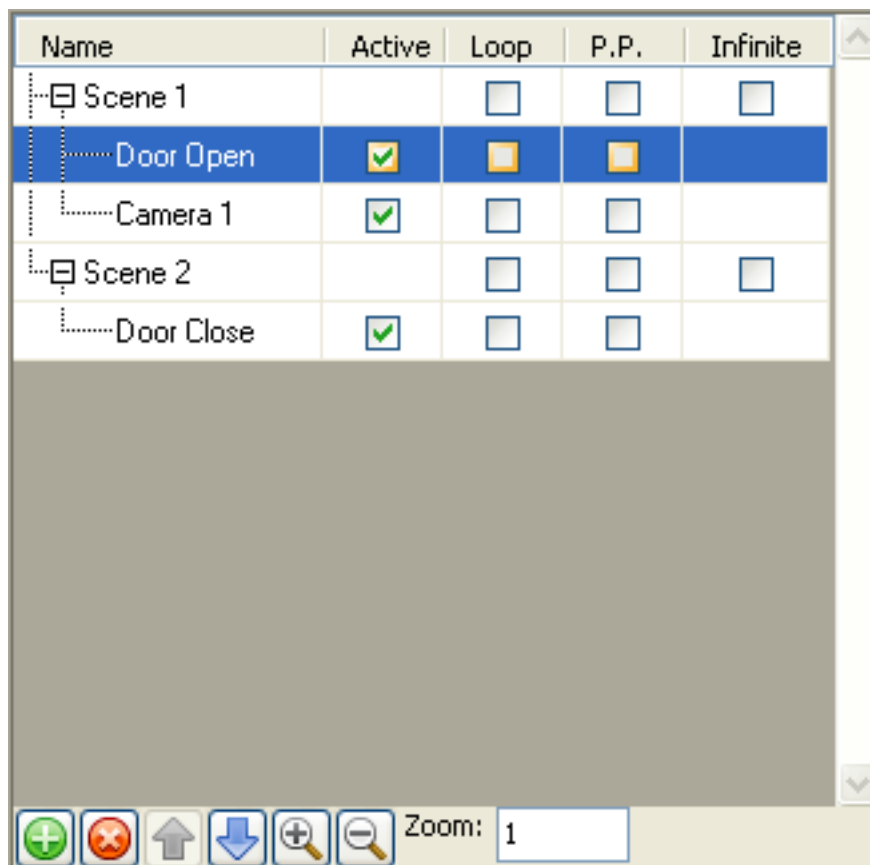 Name Active Loop P.P. Infinite
Scene 1
Door Open
Camera 1
Scene 2
Door Close
Zoom: 1